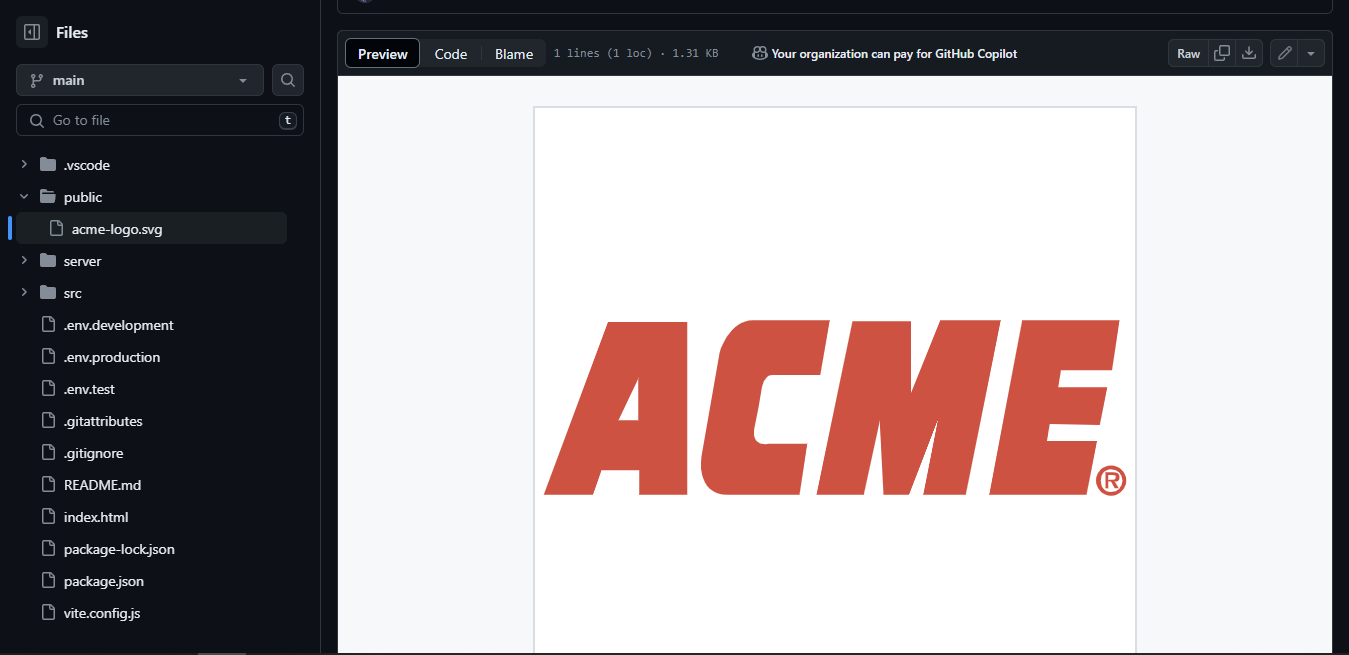 Files
main
Go to file
t
.vscode
public
acme-logo.svg
server
src
.env.development
.env.production
.env.test
.gitattributes
.gitignore
README.md
index.html
package-lock.json
package.json
vite.config.js
Preview Code Blame 1 lines (1 loc) · 1.31 KB Your organization can pay for GitHub Copilot Raw
ACME®